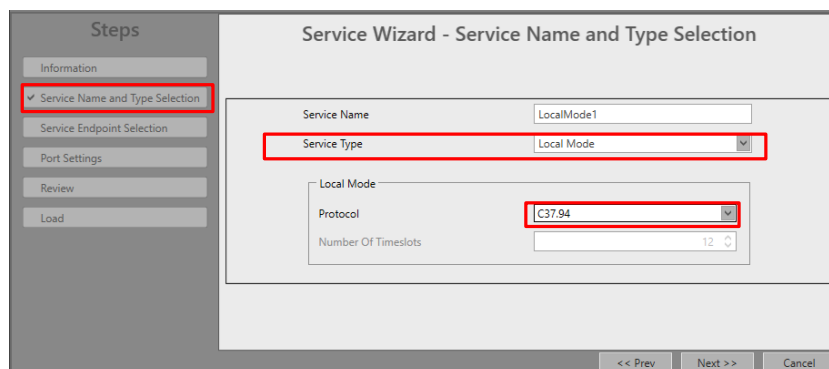 Steps
Information
✔ Service Name and Type Selection
Service Endpoint Selection
Port Settings
Review
Load
Service Wizard - Service Name and Type Selection
Service Name LocalMode1
Service Type Local Mode
Local Mode
Protocol C37.94
Number Of Timeslots 12
<< Prev Next >> Cancel